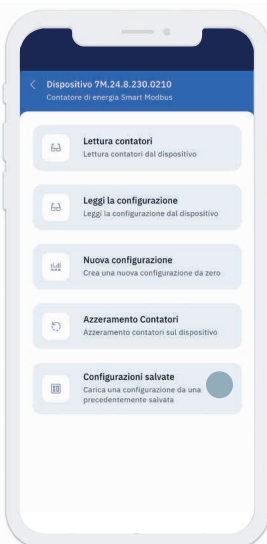 Dispositivo 7M.24.8.230.0210
Contatore di energia Smart Modbus
Lettura contatori
Lettura contatori dal dispositivo
Leggi la configurazione
Leggi la configurazione dal dispositivo
Nuova configurazione
Crea una nuova configurazione da zero
Azzeramento Contatori
Azzeramento contatori sul dispositivo
Configurazioni salvate
Carica una configurazione da una
precedentemente salvata